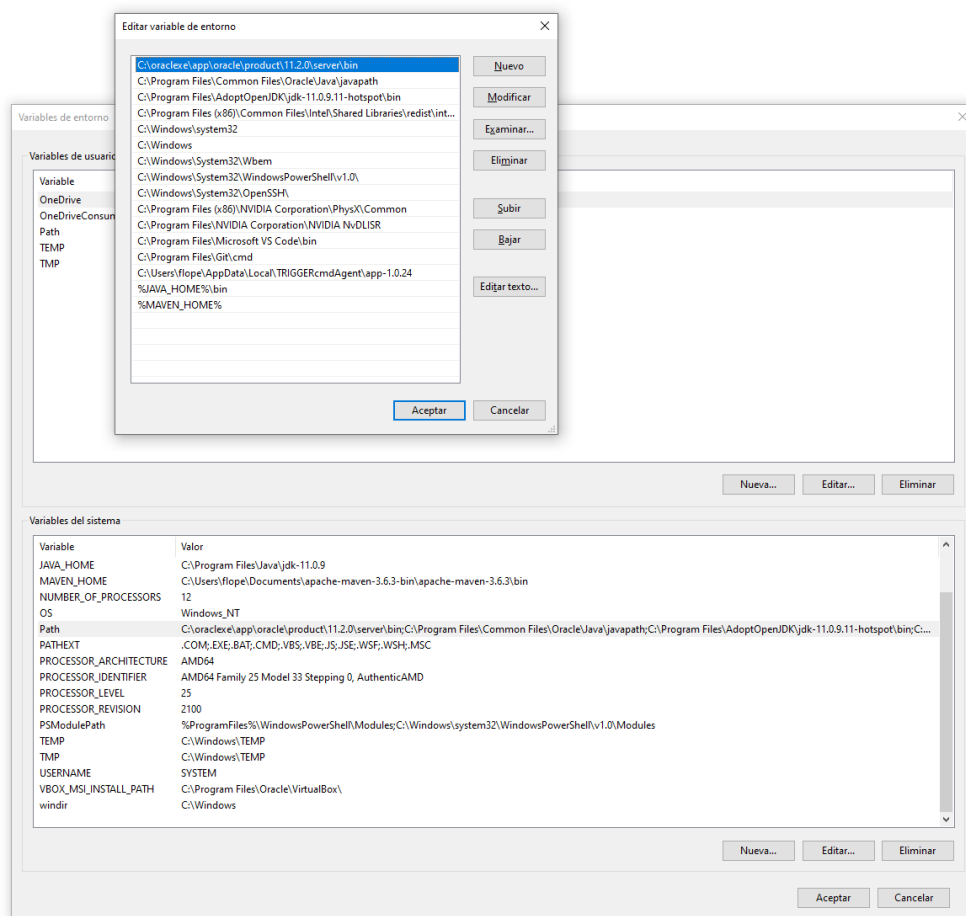 Editar variable de entorno
C:\oraclexe\app\oracle\product\11.2.0\server\bin
C:\Program Files\Common Files\Oracle\Java\javapath
C:\Program Files\AdoptOpenJDK\jdk-11.0.9.11-hotspot\bin
C:\Program Files (x86)\Common Files\Intel\Shared Libraries\redist\int...
C:\Windows\system32
C:\Windows
C:\Windows\System32\Wbem
C:\Windows\System32\WindowsPowerShell\v1.0\
C:\Windows\System32\OpenSSH\
C:\Program Files (x86)\NVIDIA Corporation\PhysX\Common
C:\Program Files\NVIDIA Corporation\NVIDIA NvDLISR
C:\Program Files\Microsoft VS Code\bin
C:\Program Files\Git\cmd
C:\Users\flope\AppData\Local\TRIGGERcmdAgent\app-1.0.24
%JAVA_HOME%\bin
%MAVEN_HOME%
Nuevo
Modificar
Examinar...
Eliminar
Subir
Bajar
Editar texto...
Aceptar Cancelar
Variables de entorno
Variables de usuario
Variable
OneDrive
OneDriveConsum
Path
TEMP
TMP
Nueva... Editar... Eliminar
Variables del sistema
Variable Valor
JAVA_HOME C:\Program Files\Java\jdk-11.0.9
MAVEN_HOME C:\Users\flope\Documents\apache-maven-3.6.3-bin\apache-maven-3.6.3\bin
NUMBER_OF_PROCESSORS 12
OS Windows_NT
Path C:\oraclexe\app\oracle\product\11.2.0\server\bin;C:\Program Files\Common Files\Oracle\Java\javapath;C:\Program Files\AdoptOpenJDK\jdk-11.0.9.11-hotspot\bin;C:...
PATHEXT .COM;.EXE;.BAT;.CMD;.VBS;.VBE;.JS;.JSE;.WSF;.WSH;.MSC
PROCESSOR_ARCHITECTURE AMD64
PROCESSOR_IDENTIFIER AMD64 Family 25 Model 33 Stepping 0, AuthenticAMD
PROCESSOR_LEVEL 25
PROCESSOR_REVISION 2100
PSModulePath %ProgramFiles%\WindowsPowerShell\Modules;C:\Windows\system32\WindowsPowerShell\v1.0\Modules
TEMP C:\Windows\TEMP
TMP C:\Windows\TEMP
USERNAME SYSTEM
VBOX_MSI_INSTALL_PATH C:\Program Files\Oracle\VirtualBox\
windir C:\Windows
Nueva... Editar... Eliminar
Aceptar Cancelar